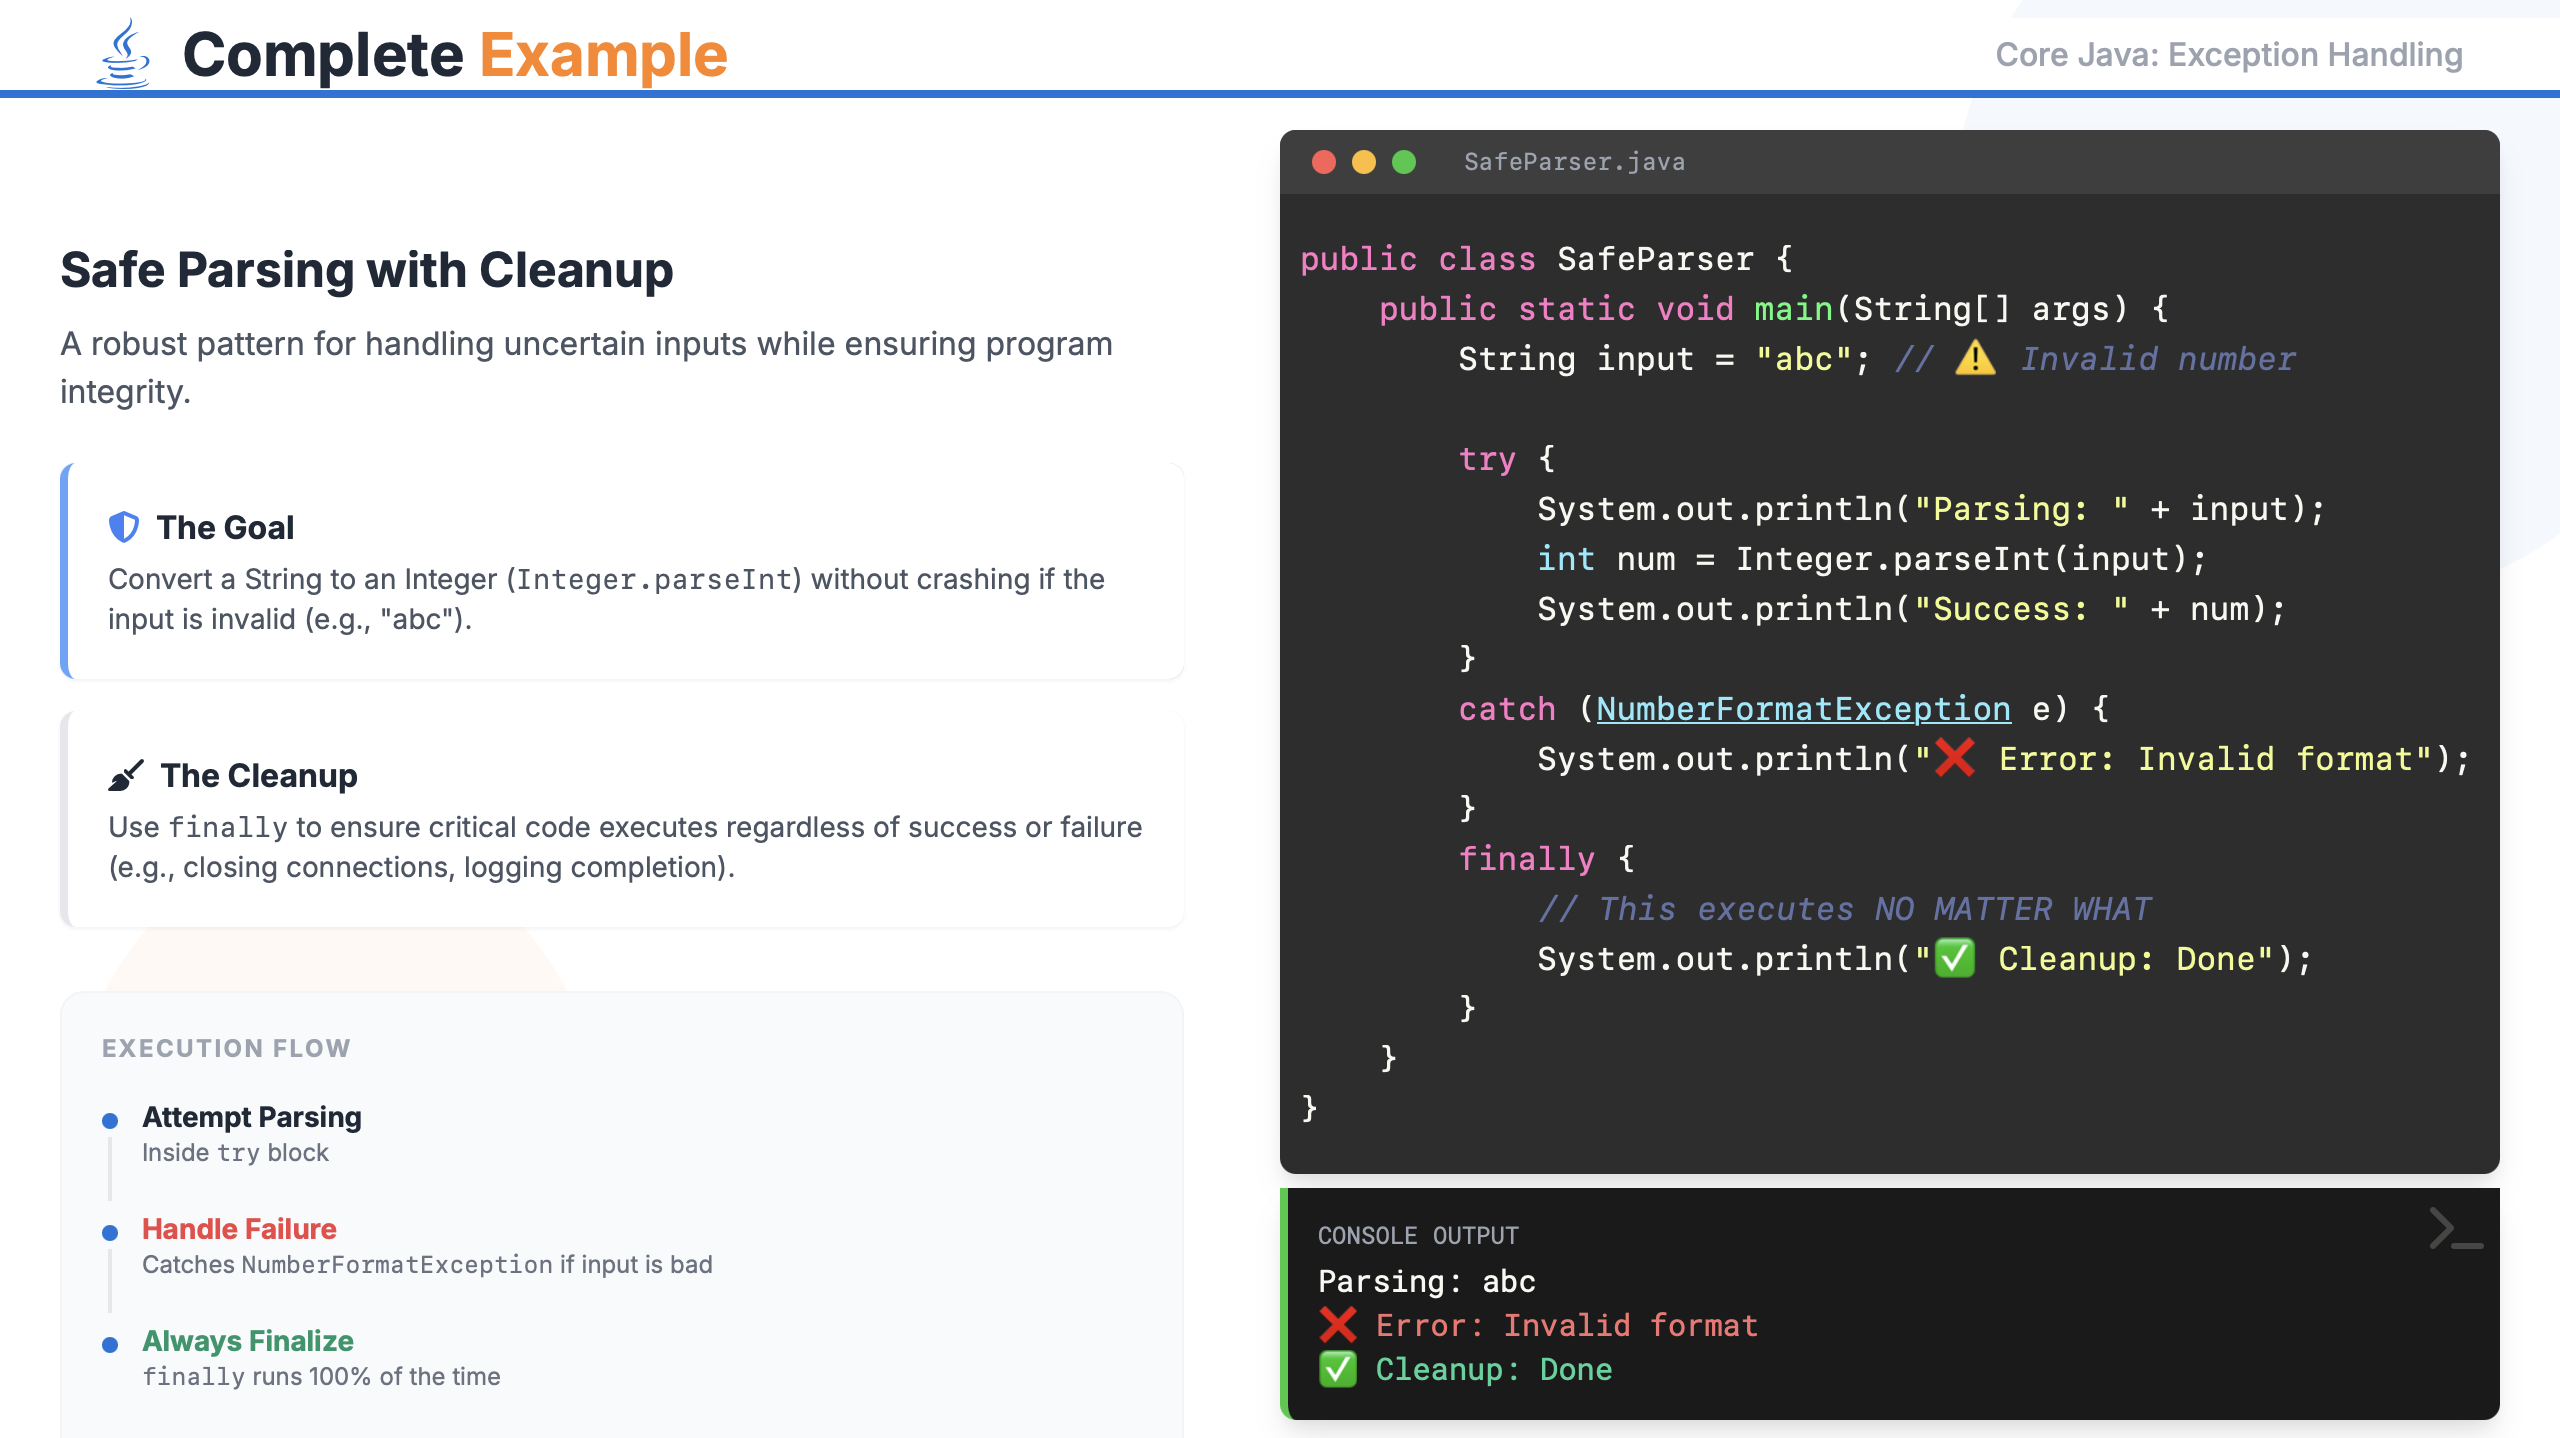 Complete Example
Core Java: Exception Handling
Safe Parsing with Cleanup
A robust pattern for handling uncertain inputs while ensuring program
integrity.
The Goal
Convert a String to an Integer (Integer.parseInt) without crashing if the
input is invalid (e.g., "abc").
The Cleanup
Use finally to ensure critical code executes regardless of success or failure
(e.g., closing connections, logging completion).
EXECUTION FLOW
Attempt Parsing
Inside try block
Handle Failure
Catches NumberFormatException if input is bad
Always Finalize
finally runs 100% of the time
SafeParser.java
public class SafeParser {
    public static void main(String[] args) {
        String input = "abc"; // ⚠️ Invalid number

        try {
            System.out.println("Parsing: " + input);
            int num = Integer.parseInt(input);
            System.out.println("Success: " + num);
        }
        catch (NumberFormatException e) {
            System.out.println("❌ Error: Invalid format");
        }
        finally {
            // This executes NO MATTER WHAT
            System.out.println("✅ Cleanup: Done");
        }
    }
}
CONSOLE OUTPUT
Parsing: abc
❌ Error: Invalid format
✅ Cleanup: Done